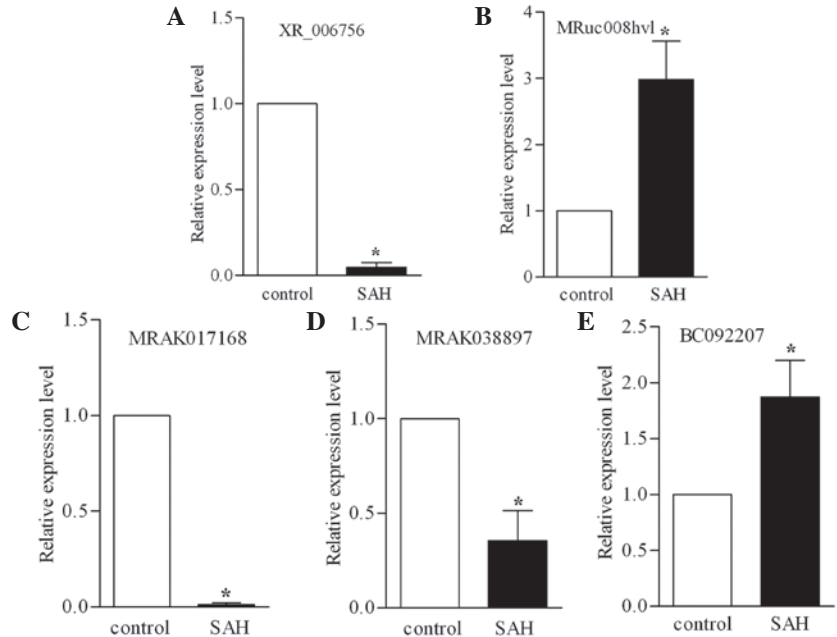 A
XR_006756
Relative expression level
1.5
1.0
0.5
0.0
*
control SAH
B
MRuc008hvl
Relative expression level
4
3
2
1
0
*
control SAH
C
MRAK017168
Relative expression level
1.5
1.0
0.5
0.0
*
control SAH
D
MRAK038897
Relative expression level
1.5
1.0
0.5
0.0
*
control SAH
E
BC092207
Relative expression level
2.5
2.0
1.5
1.0
0.5
0.0
*
control SAH